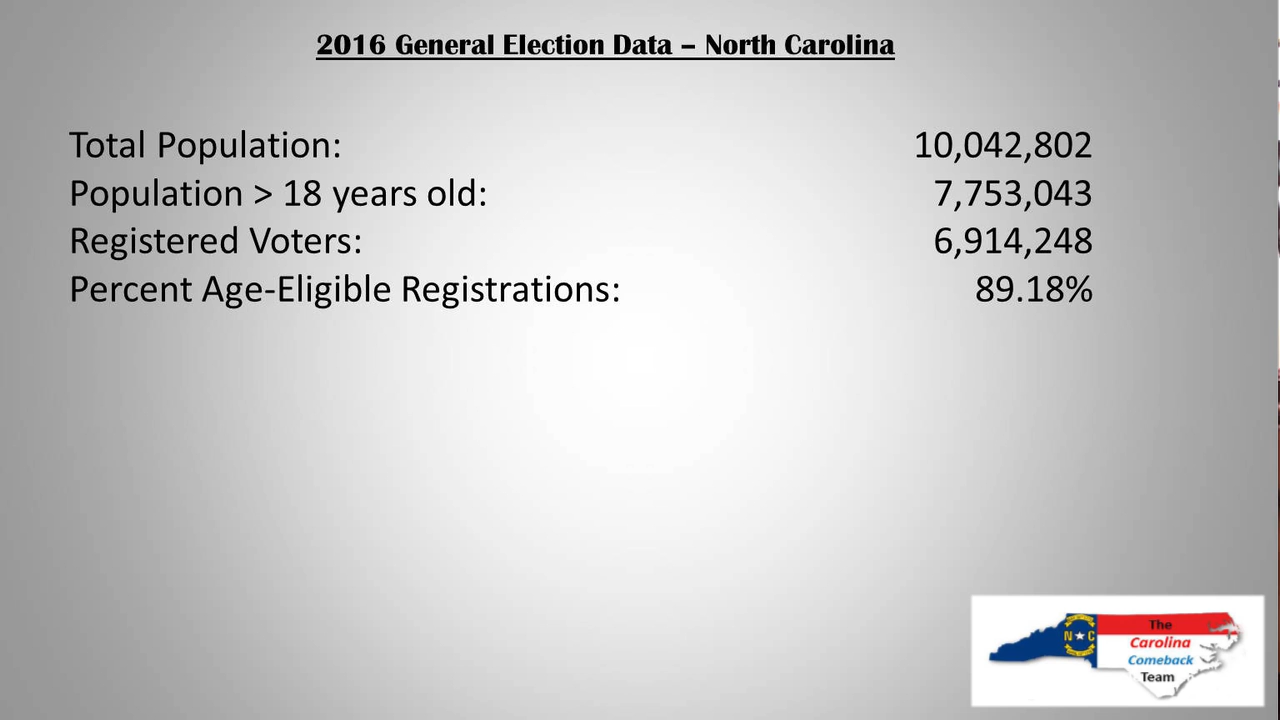 2016 General Election Data – North Carolina
Total Population: 10,042,802
Population > 18 years old: 7,753,043
Registered Voters: 6,914,248
Percent Age-Eligible Registrations: 89.18%
N C
The
Carolina
Comeback
Team